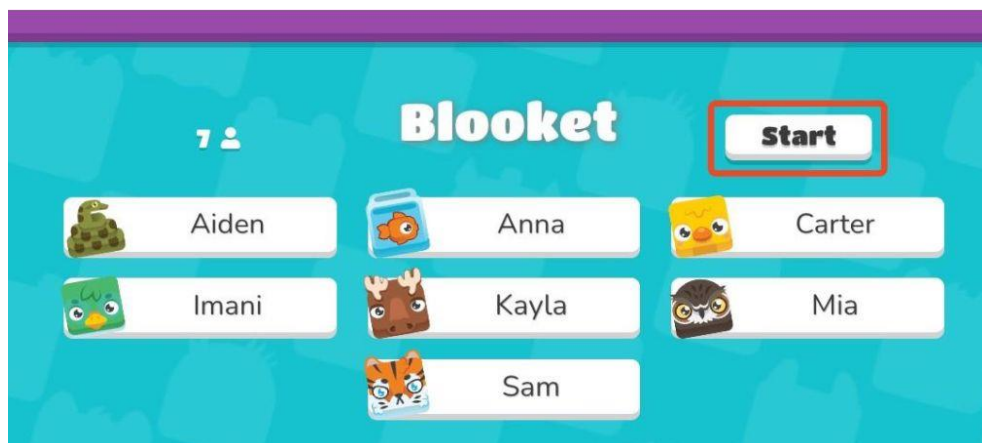 Blooket
7
Start
Aiden
Anna
Carter
Imani
Kayla
Mia
Sam